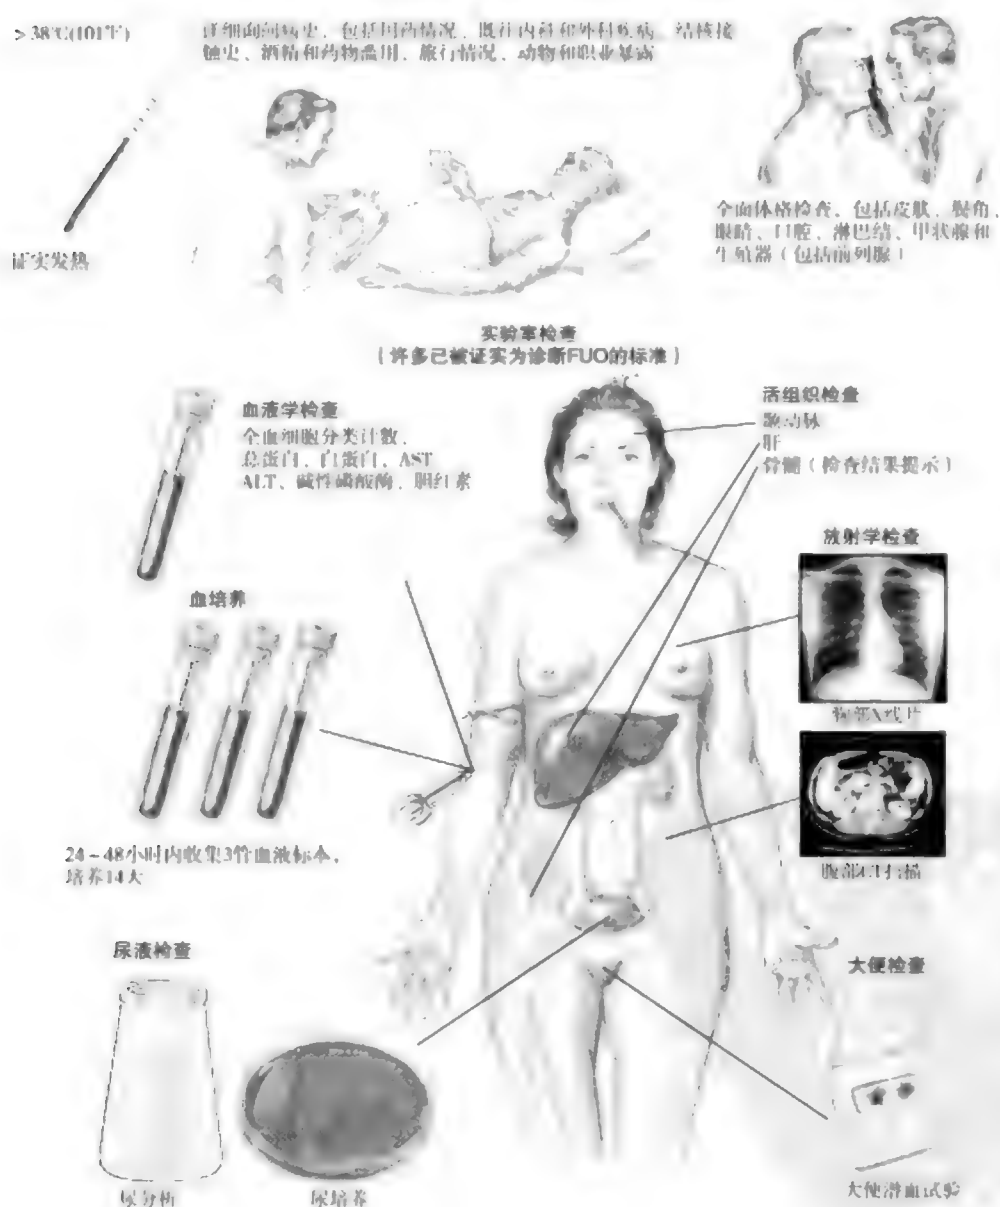 >38℃(101℉)
详细询问病史，包括用药情况、既往内科和外科疾病、结核接
触史、酒精和药物滥用、旅行情况、动物和职业暴露
证实发热
全面体格检查，包括皮肤、
眼睛、口腔、淋巴结、甲状腺和
生殖器（包括前列腺）
实验室检查
（许多已被证实为诊断FUO的标准）
血液学检查
全血细胞分类计数、
总蛋白、白蛋白、AST
ALT、碱性磷酸酶、胆红素
活组织检查
颞动脉
肝
骨髓（检查结果提示）
放射学检查
胸部X线片
腹部CT扫描
血培养
24～48小时内收集3管血液标本，
培养14天
尿液检查
尿分析
尿培养
大便检查
大便潜血试验